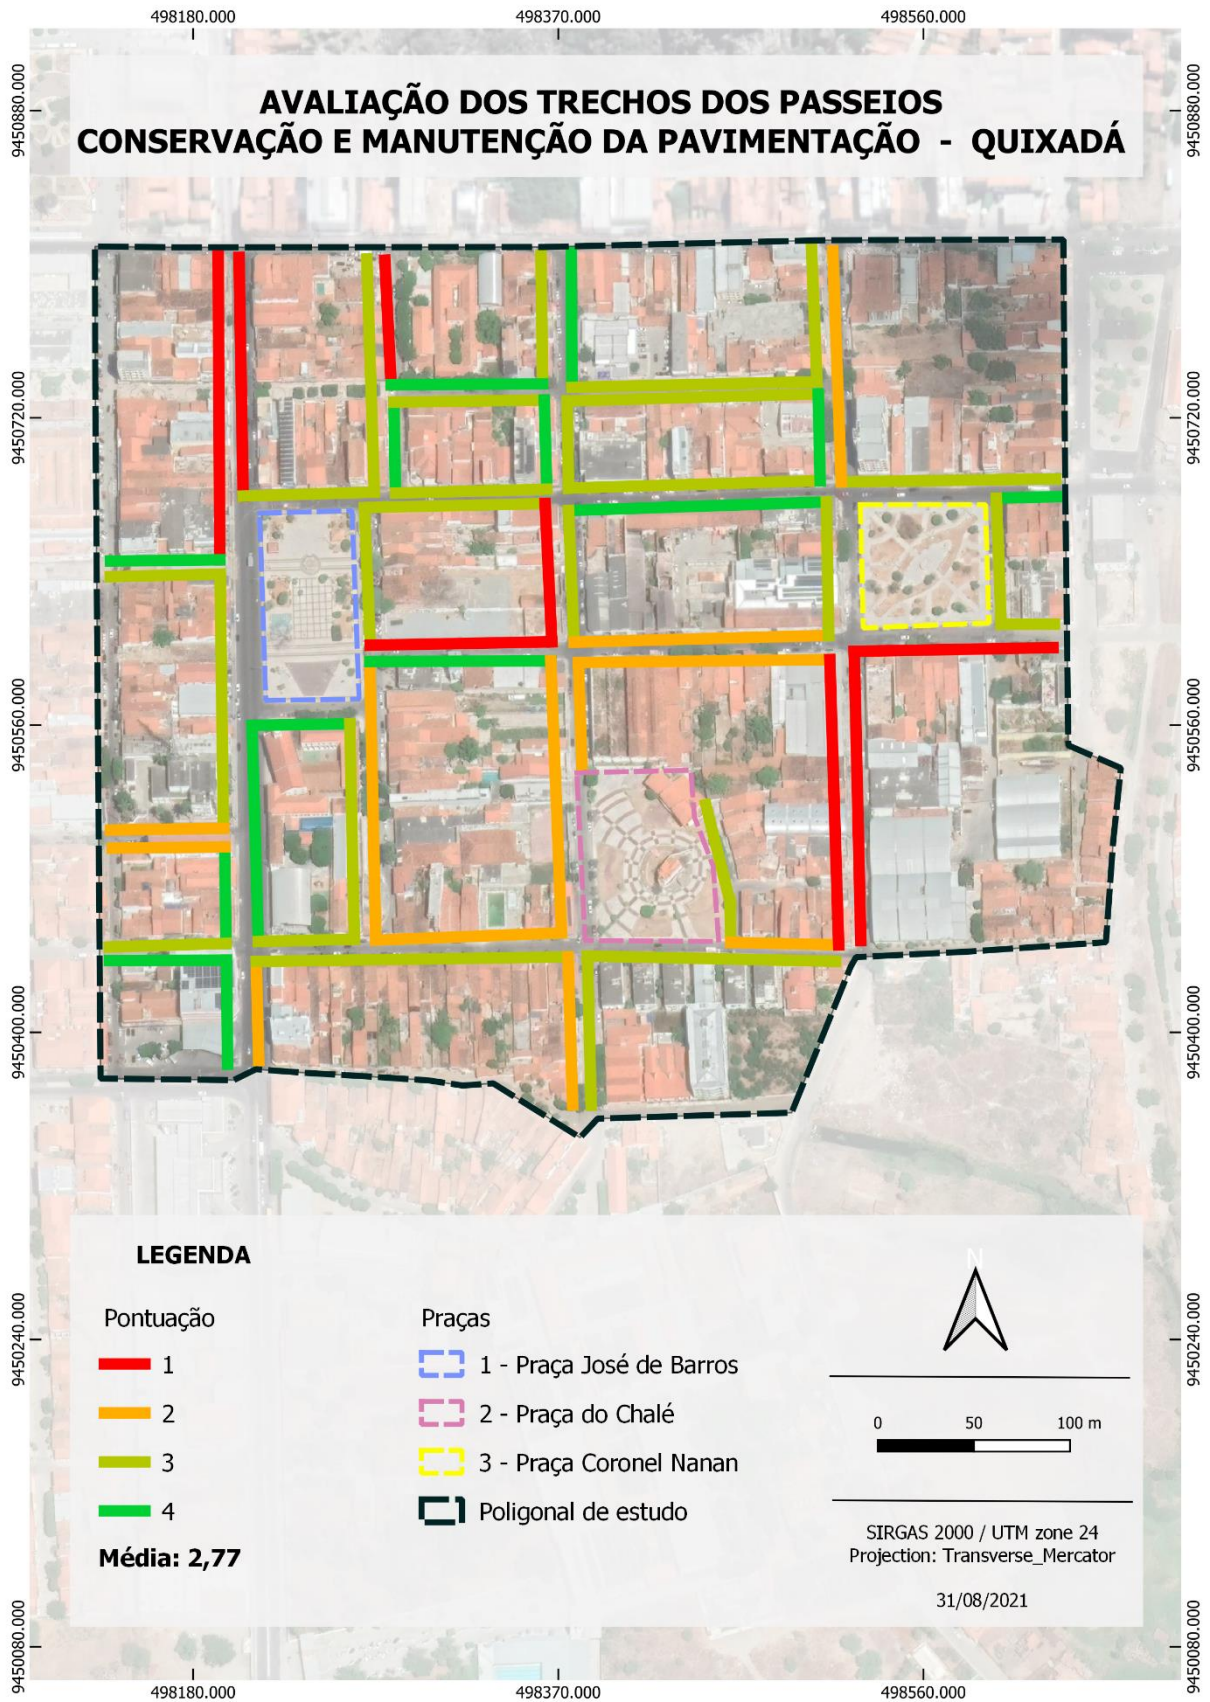 498180.000
498370.000
498560.000
AVALIAÇÃO DOS TRECHOS DOS PASSEIOS
CONSERVAÇÃO E MANUTENÇÃO DA PAVIMENTAÇÃO - QUIXADÁ
9450880.000
9450880.000
9450720.000
9450720.000
9450560.000
9450560.000
9450400.000
9450400.000
9450240.000
9450240.000
9450080.000
9450080.000
LEGENDA
Pontuação
1
2
3
4
Média: 2,77
Praças
1 - Praça José de Barros
2 - Praça do Chalé
3 - Praça Coronel Nanan
Poligonal de estudo
N
0 50 100 m
SIRGAS 2000 / UTM zone 24
Projection: Transverse_Mercator
31/08/2021
498180.000
498370.000
498560.000